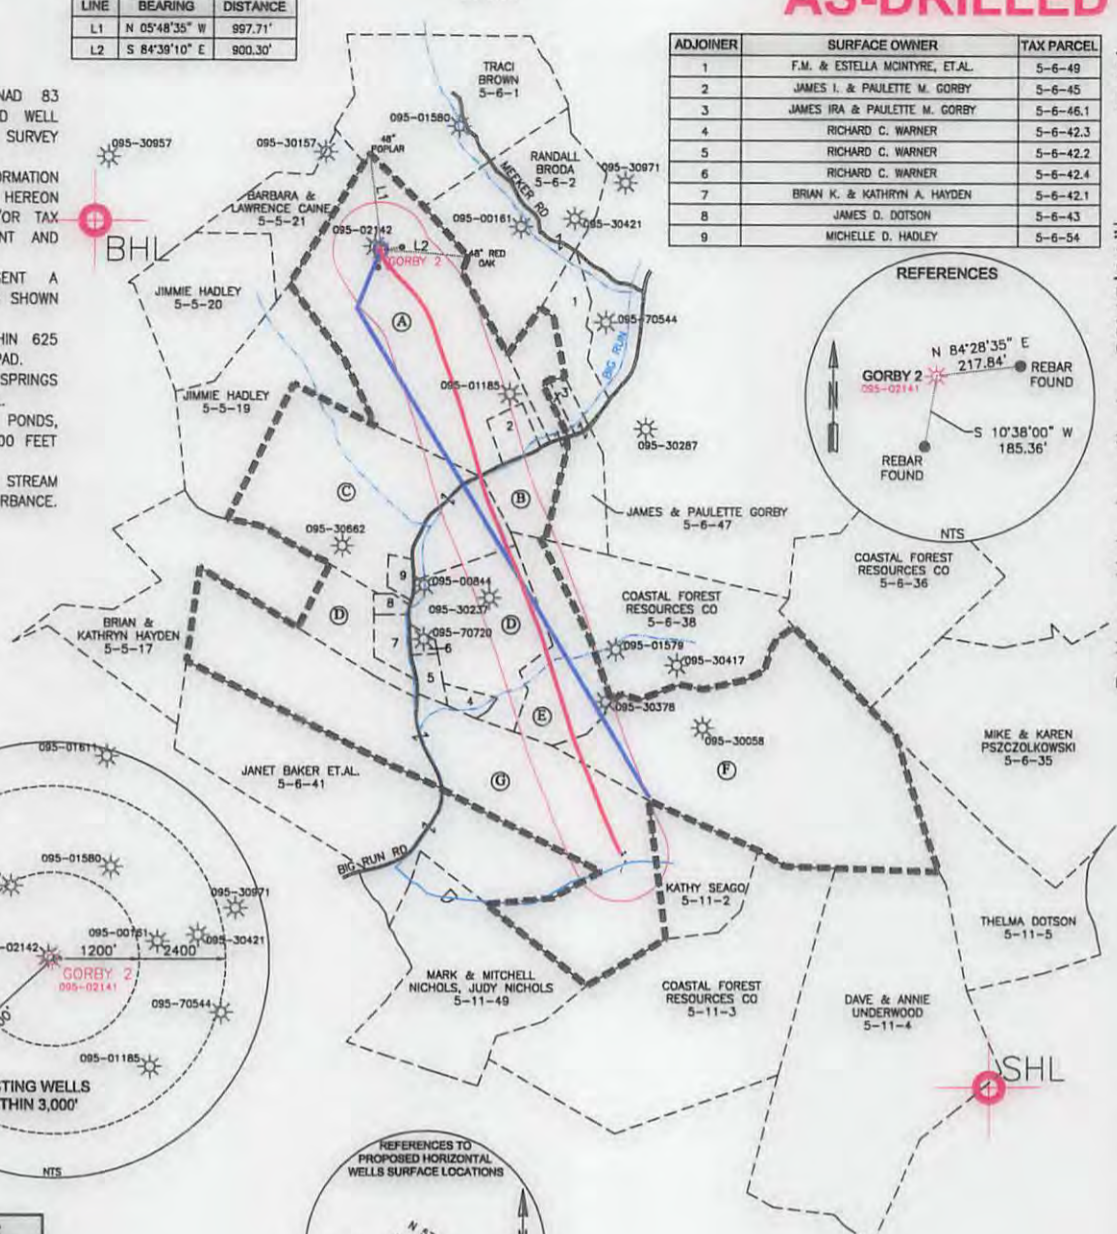 LINE BEARING DISTANCE
L1 N 05°48'35" W 997.71'
L2 S 84°39'10" E 900.30'
AS-DRILLED
ADJOINER SURFACE OWNER TAX PARCEL
1 F.M. & ESTELLA MCINTYRE, ET.AL. 5-6-49
2 JAMES I. & PAULETTE M. GORBY 5-6-45
3 JAMES IRA & PAULETTE M. GORBY 5-6-46.1
4 RICHARD C. WARNER 5-6-42.3
5 RICHARD C. WARNER 5-6-42.2
6 RICHARD C. WARNER 5-6-42.4
7 BRIAN K. & KATHRYN A. HAYDEN 5-6-42.1
8 JAMES D. DOTSON 5-6-43
9 MICHELLE D. HADLEY 5-6-54
NAD 83
WELL
SURVEY
HEREON
TAX
AND
A
SHOWN
625
PAD.
SPRINGS
PONDS,
FEET
STREAM
TRACI
BROWN
5-6-1
095-01580
095-30957
095-30157
48"
POPLAR
MEEKER RD
RANDALL
BRODA
5-6-2
095-30971
BARBARA &
LAWRENCE CAINE
5-5-21
L1
095-00161
095-30421
BHL
095-02142
L2
GORBY 2
48" RED
OAK
JIMMIE HADLEY
5-5-20
A
1
095-70544
BIG RUN
REFERENCES
N 84°28'35" E
217.84'
GORBY 2
095-02141
REBAR
FOUND
N
S 10°38'00" W
185.36'
REBAR
FOUND
NTS
JIMMIE HADLEY
5-5-19
095-01185
2
095-30287
C
B
JAMES & PAULETTE GORBY
5-6-47
095-30662
COASTAL FOREST
RESOURCES CO
5-6-36
9
095-00844
095-30237
COASTAL FOREST
RESOURCES CO
5-6-38
D
8
D
BRIAN &
KATHRYN HAYDEN
5-5-17
7
095-70720
6
095-01579
095-30417
5
4
E
095-30378
095-30058
F
MIKE & KAREN
PSZCZOLKOWSKI
5-6-35
095-01611
JANET BAKER ET.AL.
5-6-41
G
BIG RUN RD
KATHY SEAGO
5-11-2
THELMA DOTSON
5-11-5
095-01580
095-30971
095-00161
095-30421
-02142
1200'
2400'
GORBY 2
095-02141
095-70544
095-01185
WELLS
3,000'
NTS
MARK & MITCHELL
NICHOLS, JUDY NICHOLS
5-11-49
COASTAL FOREST
RESOURCES CO
5-11-3
DAVE & ANNIE
UNDERWOOD
5-11-4
SHL
REFERENCES TO
PROPOSED HORIZONTAL
WELLS SURFACE LOCATIONS